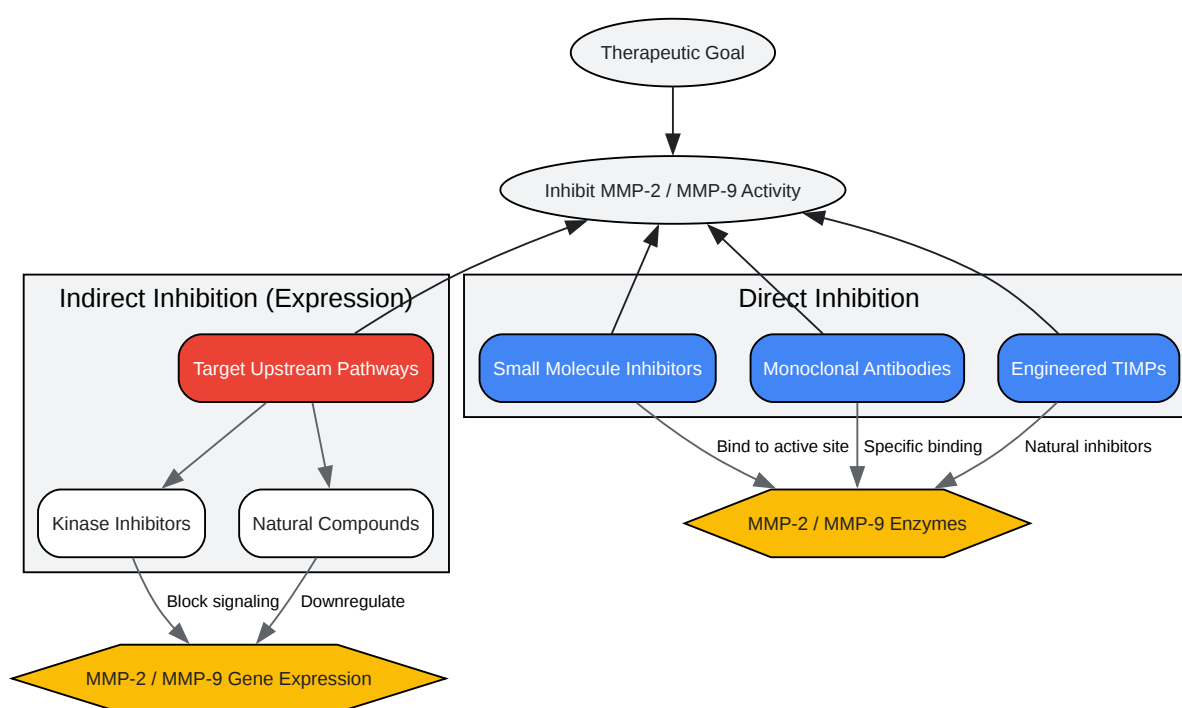 Therapeutic Goal
Inhibit MMP-2 / MMP-9 Activity
Indirect Inhibition (Expression)
Direct Inhibition
Target Upstream Pathways
Small Molecule Inhibitors
Monoclonal Antibodies
Engineered TIMPs
Bind to active site
Specific binding
Natural inhibitors
Kinase Inhibitors
Natural Compounds
MMP-2 / MMP-9 Enzymes
Block signaling
Downregulate
MMP-2 / MMP-9 Gene Expression